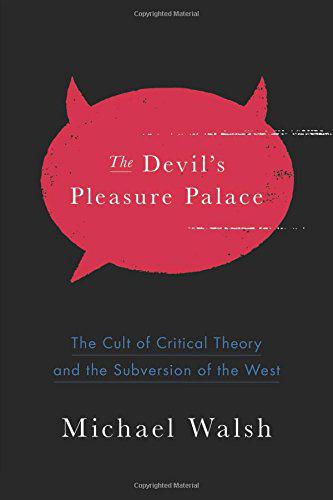 Copyrighted Material
The Devil's
Pleasure Palace
The Cult of Critical Theory
and the Subversion of the West
Michael Walsh
Copyrighted Material